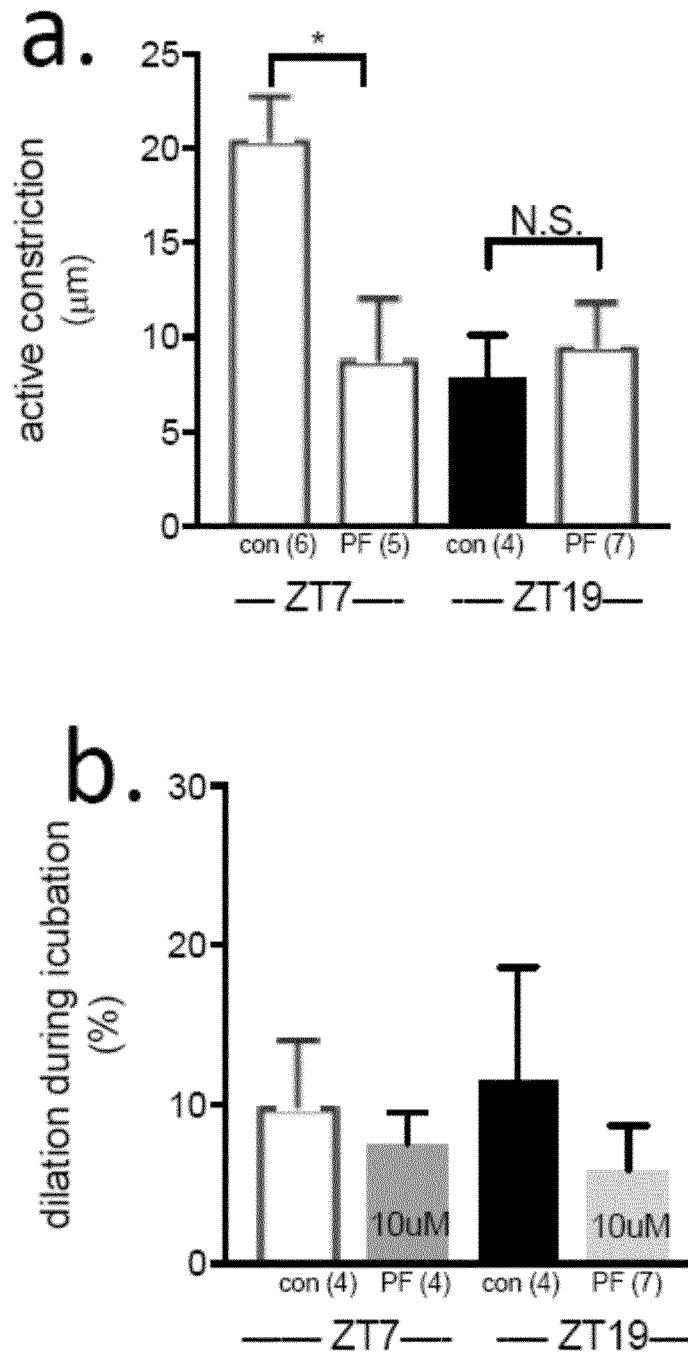 a.
*
25
20
N.S.
15
10
5
0
active constriction
(μm)
con (6) PF (5) con (4) PF (7)
ZT7 ZT19
b.
30
20
10
0
dilation during icubation
(%)
10uM 10uM
con (4) PF (4) con (4) PF (7)
ZT7 ZT19